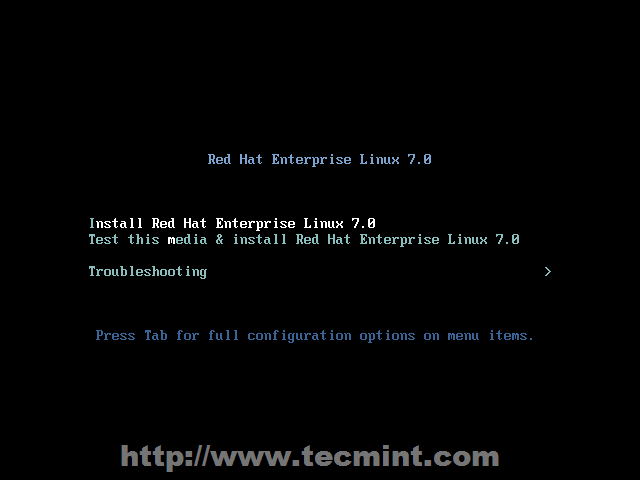 Red Hat Enterprise Linux 7.0
Install Red Hat Enterprise Linux 7.0
Test this media & install Red Hat Enterprise Linux 7.0
Troubleshooting >
Press Tab for full configuration options on menu items.
http://www.tecmint.com